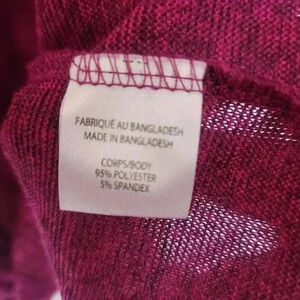 FABRIQUÉ AU BANGLADESH
MADE IN BANGLADESH
CORPS/BODY
95% POLYESTER
5% SPANDEX